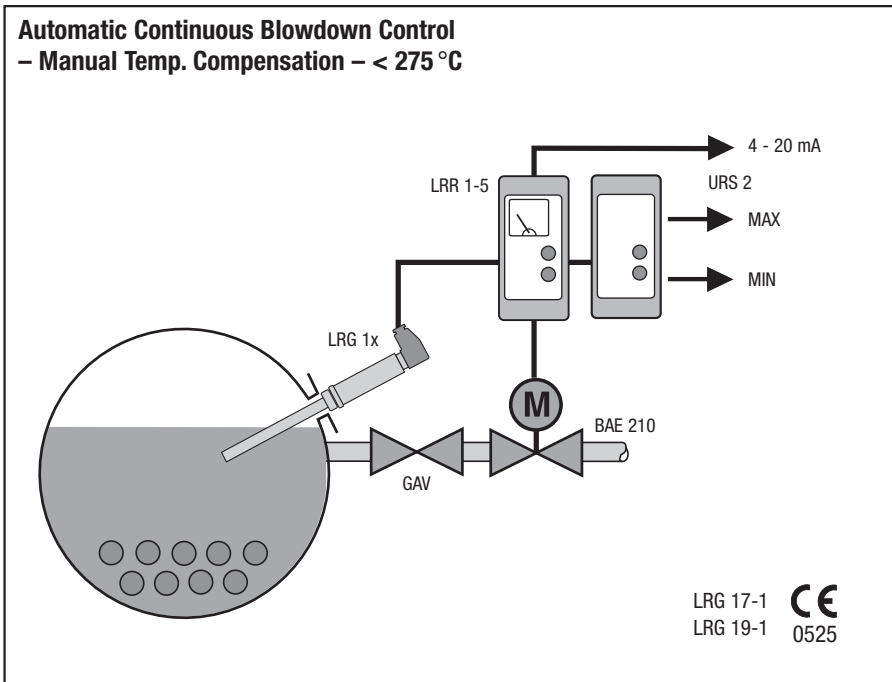 Automatic Continuous Blowdown Control
– Manual Temp. Compensation – < 275 °C
4 - 20 mA
LRR 1-5
URS 2
MAX
MIN
LRG 1x
M
BAE 210
GAV
LRG 17-1
LRG 19-1
CE
0525